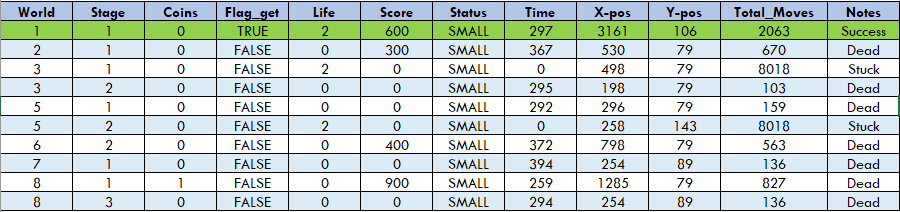 World Stage Coins Flag_get Life Score Status Time X-pos Y-pos Total_Moves Notes
1 1 0 TRUE 2 600 SMALL 297 3161 106 2063 Success
2 1 0 FALSE 0 300 SMALL 367 530 79 670 Dead
3 1 0 FALSE 2 0 SMALL 0 498 79 8018 Stuck
3 2 0 FALSE 0 0 SMALL 295 198 79 103 Dead
5 1 0 FALSE 0 0 SMALL 292 296 79 159 Dead
5 2 0 FALSE 2 0 SMALL 0 258 143 8018 Stuck
6 2 0 FALSE 0 400 SMALL 372 798 79 563 Dead
7 1 0 FALSE 0 0 SMALL 394 254 89 136 Dead
8 1 1 FALSE 0 900 SMALL 259 1285 79 827 Dead
8 3 0 FALSE 0 0 SMALL 294 254 89 136 Dead